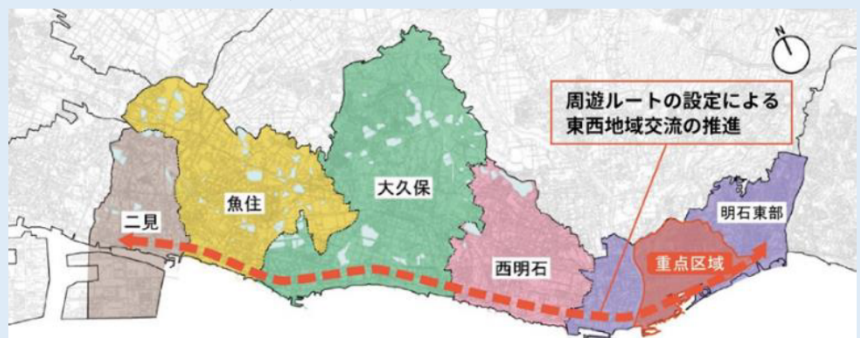 周遊ルートの設定による
東西地域交流の推進
大久保
魚住
二見
西明石
明石東部
重点区域
N